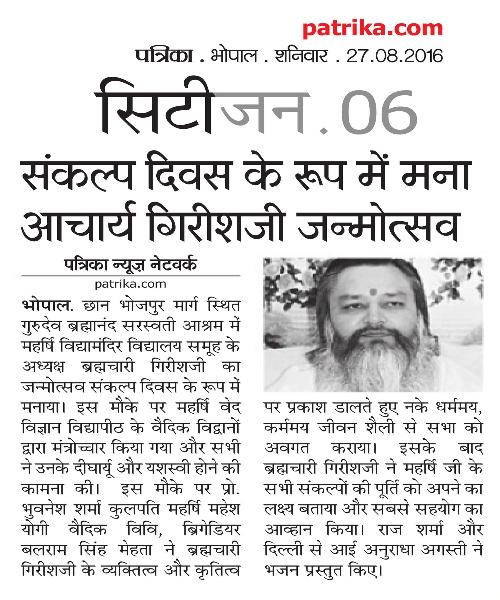 patrika.com
पत्रिका . भोपाल . शनिवार . 27.08.2016
सिटीजन . 06
संकल्प दिवस के रूप में मना
आचार्य गिरीशजी जन्मोत्सव
पत्रिका न्यूज़ नेटवर्क
patrika.com
भोपाल. छान भोजपुर मार्ग स्थित
गुरुदेव ब्रह्मानंद सरस्वती आश्रम में
महर्षि विद्यामंदिर विद्यालय समूह के
अध्यक्ष ब्रह्मचारी गिरीशजी का
जन्मोत्सव संकल्प दिवस के रूप में
मनाया। इस मौके पर महर्षि वेद
विज्ञान विद्यापीठ के वैदिक विद्वानों
द्वारा मंत्रोच्चार किया गया और सभी
ने उनके दीघार्यू और यशस्वी होने की
कामना की। इस मौके पर प्रो.
भुवनेश शर्मा कुलपति महर्षि महेश
योगी वैदिक विवि, ब्रिगेडियर
बलराम सिंह मेहता ने ब्रह्मचारी
गिरीशजी के व्यक्तित्व और कृतित्व
पर प्रकाश डालते हुए नके धर्ममय,
कर्ममय जीवन शैली से सभा को
अवगत कराया। इसके बाद
ब्रह्मचारी गिरीशजी ने महर्षि जी के
सभी संकल्पों की पूर्ति को अपने का
लक्ष्य बताया और सबसे सहयोग का
आव्हान किया। राज शर्मा और
दिल्ली से आई अनुराधा अगस्ती ने
भजन प्रस्तुत किए।